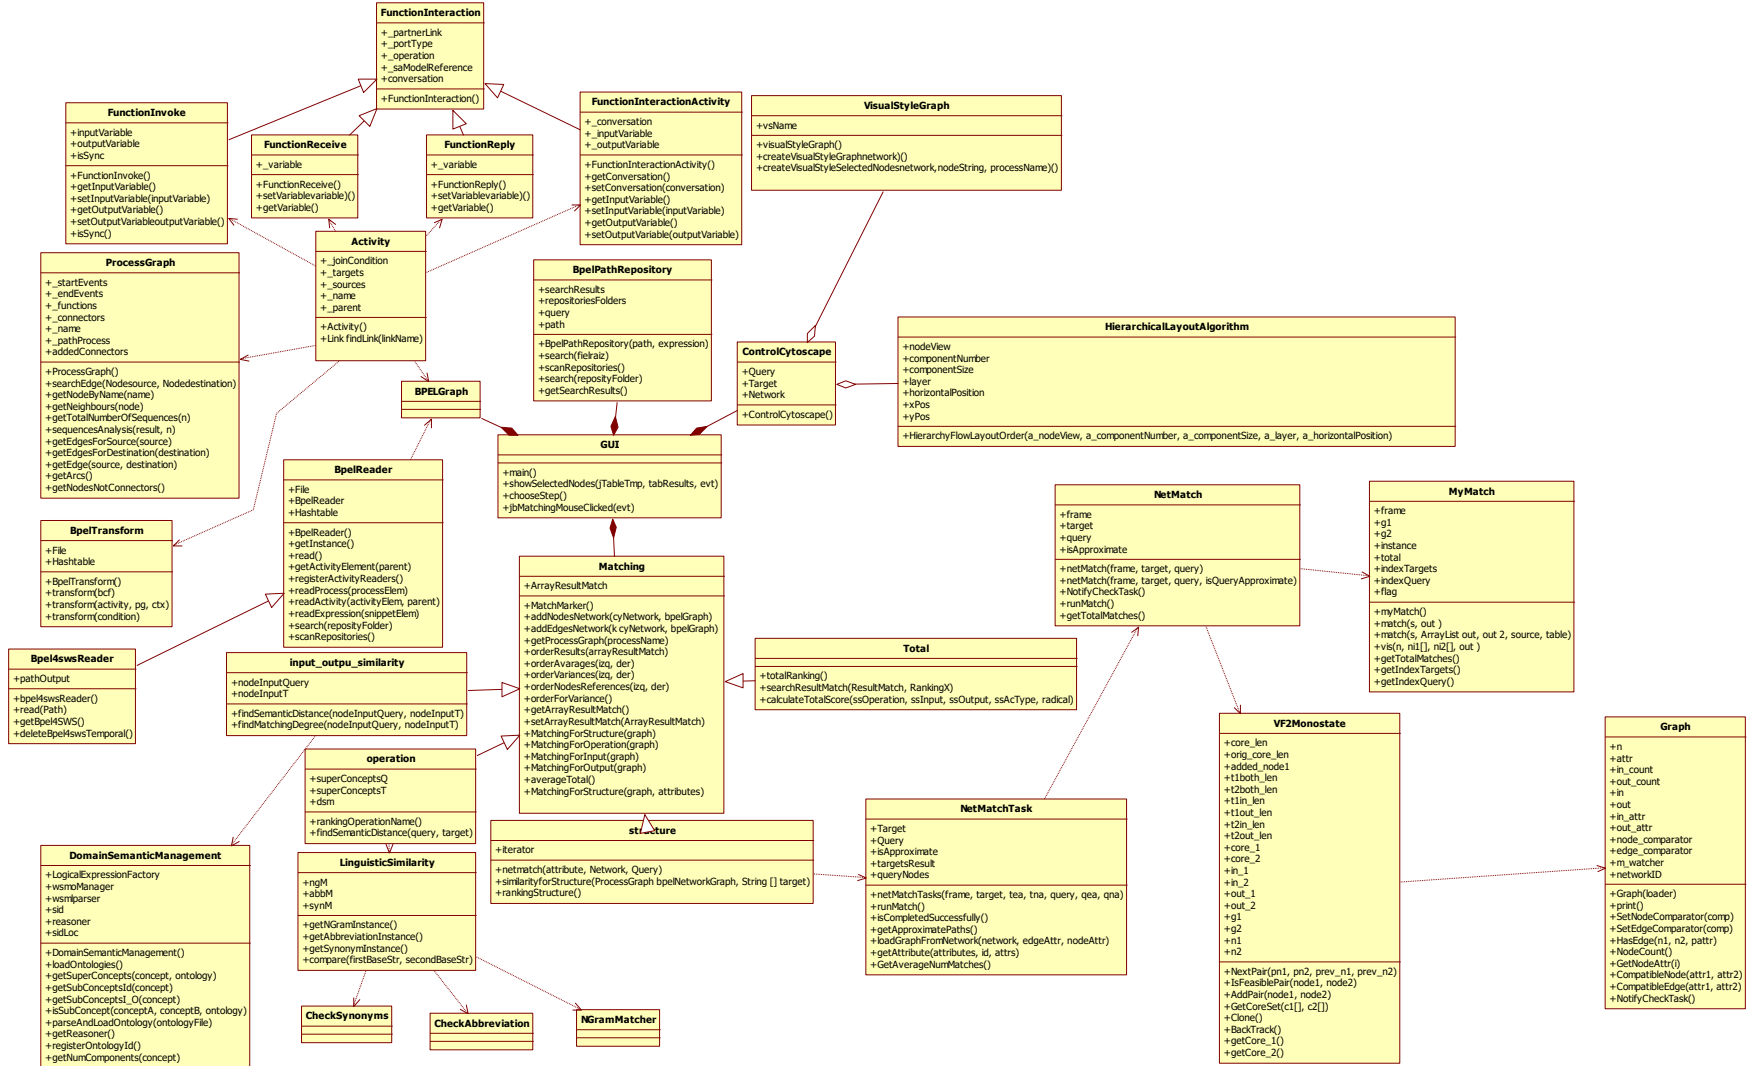 FunctionInteraction
+_partnerLink
+_portType
+_operation
+_saModelReference
+conversation
+FunctionInteraction()
FunctionInvoke
+inputVariable
+outputVariable
+isSync
+FunctionInvoke()
+getInputVariable()
+setInputVariable(inputVariable)
+getOutputVariable()
+setOutputVariableoutputVariable()
+isSync()
FunctionReceive
+_variable
+FunctionReceive()
+setVariablevariable)()
+getVariable()
FunctionReply
+_variable
+FunctionReply()
+setVariablevariable)()
+getVariable()
FunctionInteractionActivity
+_conversation
+_inputVariable
+_outputVariable
+FunctionInteractionActivity()
+getConversation()
+setConversation(conversation)
+getInputVariable()
+setInputVariable(inputVariable)
+getOutputVariable()
+setOutputVariable(outputVariable)
VisualStyleGraph
+vsName
+visualStyleGraph()
+createVisualStyleGraphnetwork)()
+createVisualStyleSelectedNodesnetwork,nodeString, processName)()
Activity
+_joinCondition
+_targets
+_sources
+_name
+_parent
+Activity()
+Link findLink(linkName)
ProcessGraph
+_startEvents
+_endEvents
+_functions
+_connectors
+_name
+_pathProcess
+addedConnectors
+ProcessGraph()
+searchEdge(Nodesource, Nodedestination)
+getNodeByName(name)
+getNeighbours(node)
+getTotalNumberOfSequences(n)
+sequencesAnalysis(result, n)
+getEdgesForSource(source)
+getEdgesForDestination(destination)
+getEdge(source, destination)
+getArcs()
+getNodesNotConnectors()
BpelPathRepository
+searchResults
+repositoriesFolders
+query
+path
+BpelPathRepository(path, expression)
+search(fielraiz)
+scanRepositories()
+search(reposityFolder)
+getSearchResults()
ControlCytoscape
+Query
+Target
+Network
+ControlCytoscape()
HierarchicalLayoutAlgorithm
+nodeView
+componentNumber
+componentSize
+layer
+horizontalPosition
+xPos
+yPos
+HierarchyFlowLayoutOrder(a_nodeView, a_componentNumber, a_componentSize, a_layer, a_horizontalPosition)
BPELGraph
GUI
+main()
+showSelectedNodes(jTableTmp, tabResults, evt)
+chooseStep()
+jbMatchingMouseClicked(evt)
BpelReader
+File
+BpelReader
+Hashtable
+BpelReader()
+getInstance()
+read()
+getActivityElement(parent)
+registerActivityReaders()
+readProcess(processElem)
+readActivity(activityElem, parent)
+readExpression(snippetElem)
+search(reposityFolder)
+scanRepositories()
BpelTransform
+File
+Hashtable
+BpelTransform()
+transform(bcf)
+transform(activity, pg, ctx)
+transform(condition)
Bpel4swsReader
+pathOutput
+bpel4swsReader()
+read(Path)
+getBpel4SWS()
+deleteBpel4swsTemporal()
input_outpu_similarity
+nodeInputQuery
+nodeInputT
+findSemanticDistance(nodeInputQuery, nodeInputT)
+findMatchingDegree(nodeInputQuery, nodeInputT)
Matching
+ArrayResultMatch
+MatchMarker()
+addNodesNetwork(cyNetwork, bpelGraph)
+addEdgesNetwork(k cyNetwork, bpelGraph)
+getProcessGraph(processName)
+orderResults(arrayResultMatch)
+orderAvarages(izq, der)
+orderVariances(izq, der)
+orderNodesReferences(izq, der)
+orderForVariance()
+getArrayResultMatch()
+setArrayResultMatch(ArrayResultMatch)
+MatchingForStructure(graph)
+MatchingForOperation(graph)
+MatchingForInput(graph)
+MatchingForOutput(graph)
+averageTotal()
+MatchingForStructure(graph, attributes)
Total
+totalRanking()
+searchResultMatch(ResultMatch, RankingX)
+calculateTotalScore(ssOperation, ssInput, ssOutput, ssAcType, radical)
NetMatch
+frame
+target
+query
+isApproximate
+netMatch(frame, target, query)
+netMatch(frame, target, query, isQueryApproximate)
+NotifyCheckTask()
+runMatch()
+getTotalMatches()
MyMatch
+frame
+g1
+g2
+instance
+total
+indexTargets
+indexQuery
+flag
+myMatch()
+match(s, out )
+match(s, ArrayList out, out 2, source, table)
+vis(n, ni1[], ni2[], out )
+getTotalMatches()
+getIndexTargets()
+getIndexQuery()
operation
+superConceptsQ
+superConceptsT
+dsm
+rankingOperationName()
+findSemanticDistance(query, target)
structure
+iterator
+netmatch(attribute, Network, Query)
+similarityforStructure(ProcessGraph bpelNetworkGraph, String [] target)
+rankingStructure()
NetMatchTask
+Target
+Query
+isApproximate
+targetsResult
+queryNodes
+netMatchTasks(frame, target, tea, tna, query, qea, qna)
+runMatch()
+isCompletedSuccessfully()
+getApproximatePaths()
+loadGraphFromNetwork(network, edgeAttr, nodeAttr)
+getAttribute(attributes, id, attrs)
+GetAverageNumMatches()
VF2Monostate
+core_len
+orig_core_len
+added_node1
+t1both_len
+t2both_len
+t1in_len
+t1out_len
+t2in_len
+t2out_len
+core_1
+core_2
+in_1
+in_2
+out_1
+out_2
+g1
+g2
+n1
+n2
+NextPair(pn1, pn2, prev_n1, prev_n2)
+IsFeasiblePair(node1, node2)
+AddPair(node1, node2)
+GetCoreSet(c1[], c2[])
+Clone()
+BackTrack()
+getCore_1()
+getCore_2()
Graph
+n
+attr
+in_count
+out_count
+in
+out
+in_attr
+out_attr
+node_comparator
+edge_comparator
+m_watcher
+networkID
+Graph(loader)
+print()
+SetNodeComparator(comp)
+SetEdgeComparator(comp)
+HasEdge(n1, n2, pattr)
+NodeCount()
+GetNodeAttr(i)
+CompatibleNode(attr1, attr2)
+CompatibleEdge(attr1, attr2)
+NotifyCheckTask()
DomainSemanticManagement
+LogicalExpressionFactory
+wsmoManager
+wsmlparser
+sid
+reasoner
+sidLoc
+DomainSemanticManagement()
+loadOntologies()
+getSuperConcepts(concept, ontology)
+getSubConceptsId(concept)
+getSubConceptsI_O(concept)
+isSubConcept(conceptA, conceptB, ontology)
+parseAndLoadOntology(ontologyFile)
+getReasoner()
+registerOntologyId()
+getNumComponents(concept)
LinguisticSimilarity
+ngM
+abbM
+synM
+getNGramInstance()
+getAbbreviationInstance()
+getSynonymInstance()
+compare(firstBaseStr, secondBaseStr)
CheckSynonyms
CheckAbbreviation
NGramMatcher